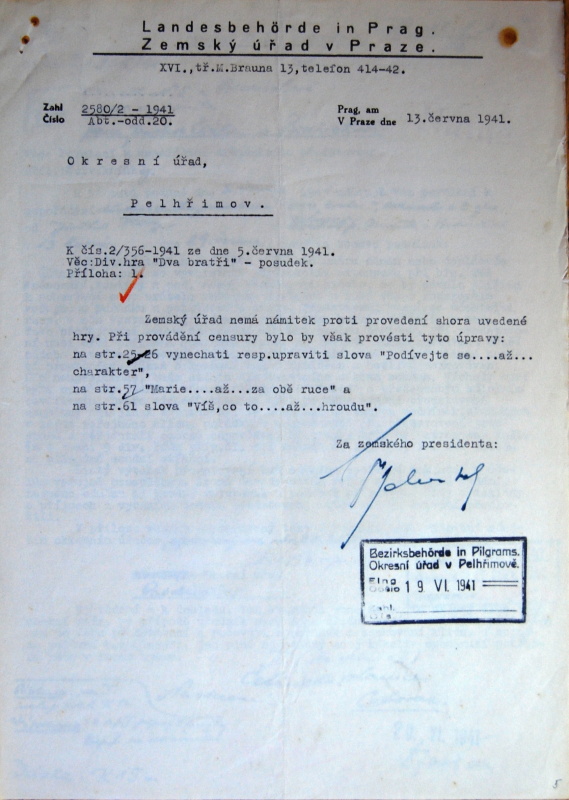 Landesbehörde in Prag.
Zemský úřad v Praze.
XVI.,tř.M.Brauna 13,telefon 414-42.
Zahl 2580/2 - 1941
Číslo Abt.-odd.20.
Prag, am
V Praze dne 13.června 1941.
Okresní úřad,
Pelhřimov.
K čís.2/356-1941 ze dne 5.června 1941.
Věc:Div.hra "Dva bratři" - posudek.
Příloha: 1.
Zemský úřad nemá námitek proti provedení shora uvedené
hry. Při provádění censury bylo by však provésti tyto úpravy:
na str.25-26 vynechati resp.upraviti slova "Podívejte se....až...
charakter",
na str.57 "Marie....až...za obě ruce" a
na str.61 slova "Víš,co to....až...hroudu".
Za zemského presidenta:
Bezirksbehörde in Pilgrams.
Okresní úřad v Pelhřimově.
19 VI. 1941
5